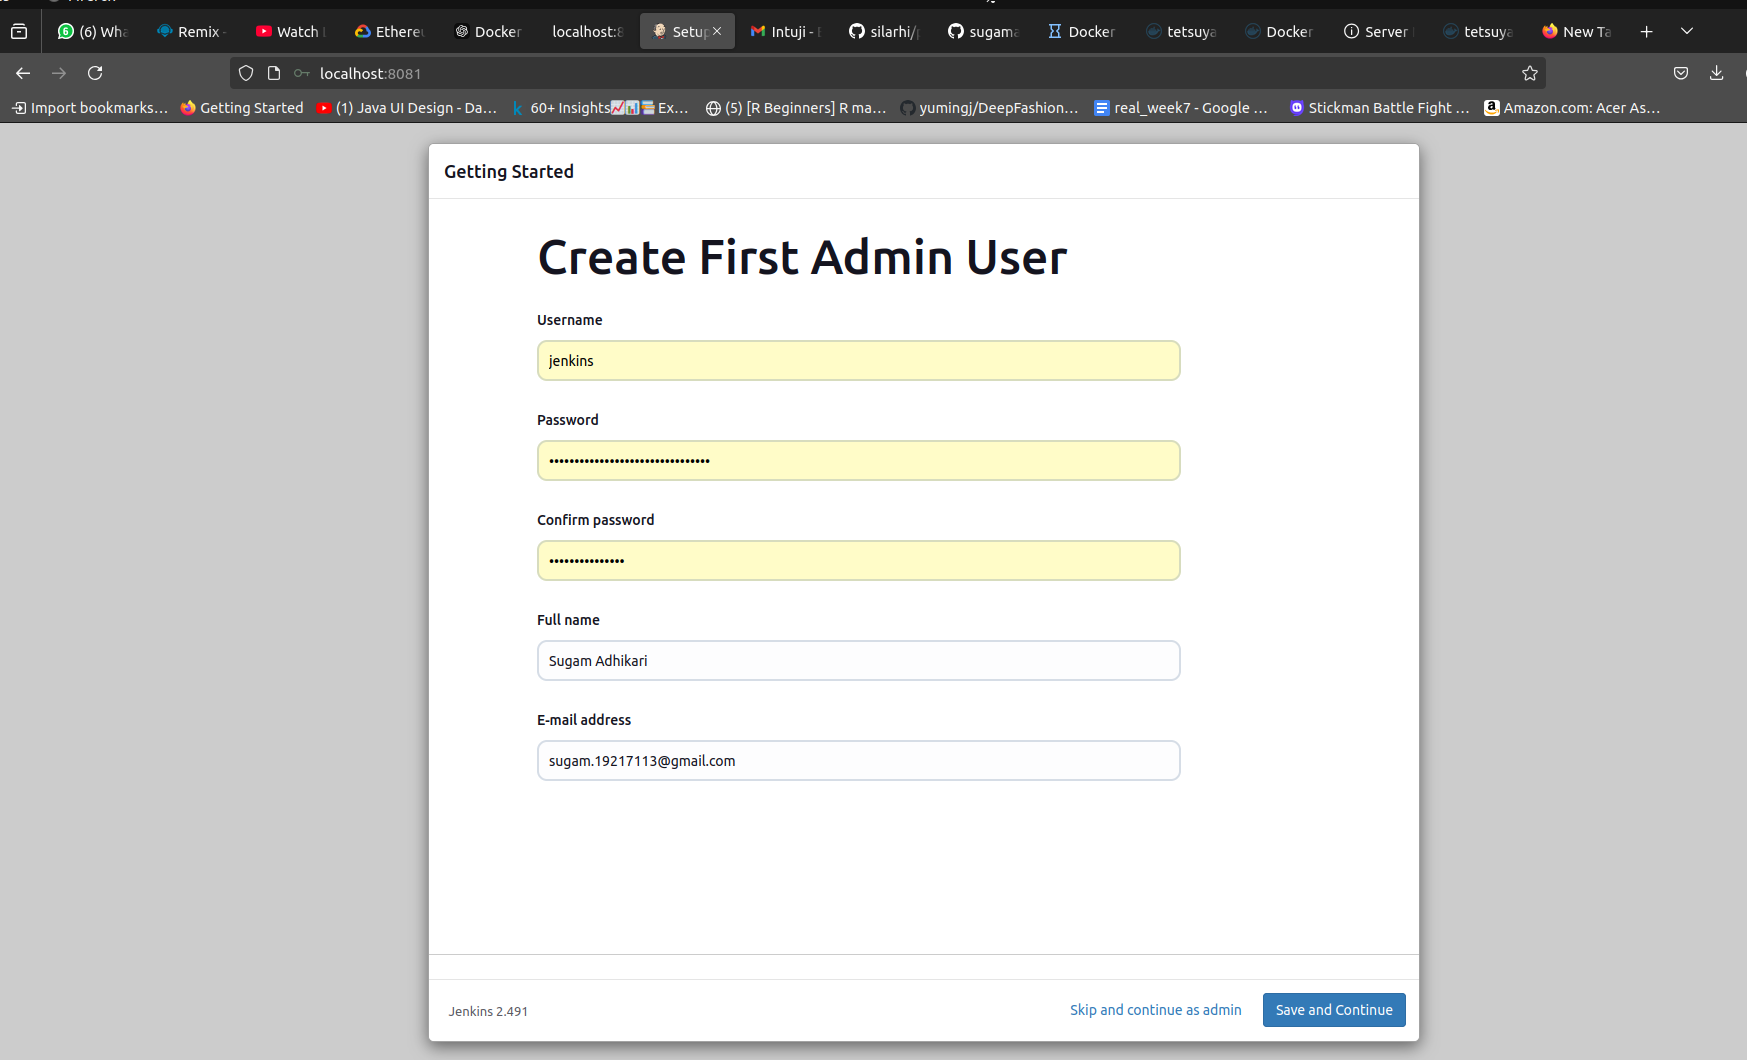 (6) Wha
Remix -
Watch
Ethereu
Docker
localhost:8
Setup
Intuji - E
silarhi/p
sugama
Docker
tetsuya
Docker
Server
tetsuya
New Ta
localhost:8081
Import bookmarks...
Getting Started
(1) Java UI Design - Da...
60+ Insights📈📊📚Ex...
(5) [R Beginners] R ma...
yumingj/DeepFashion...
real_week7 - Google ...
Stickman Battle Fight ...
Amazon.com: Acer As...
Getting Started
Create First Admin User
Username
jenkins
Password
••••••••••••••••••••••••••••••••
Confirm password
•••••••••••••••
Full name
Sugam Adhikari
E-mail address
sugam.19217113@gmail.com
Jenkins 2.491
Skip and continue as admin
Save and Continue